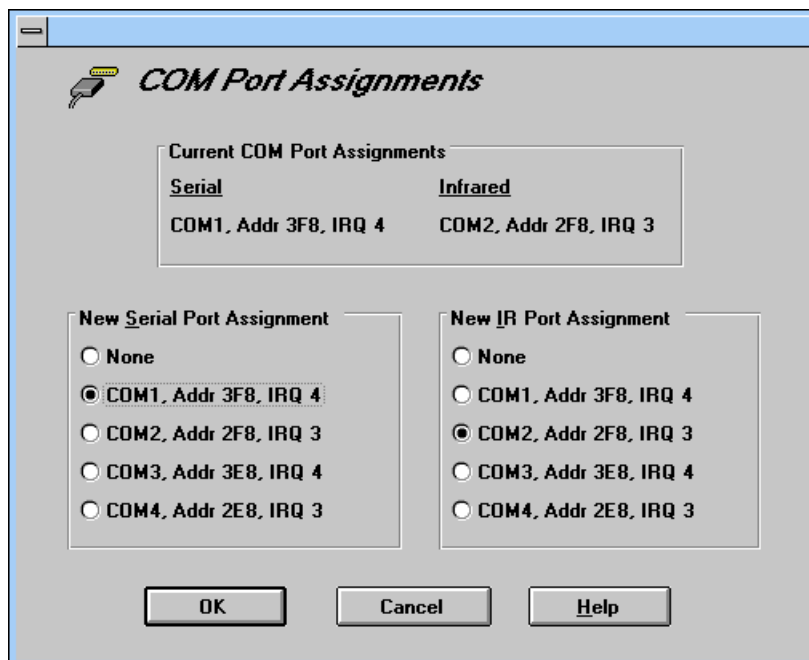 COM Port Assignments
Current COM Port Assignments
Serial Infrared
COM1, Addr 3F8, IRQ 4 COM2, Addr 2F8, IRQ 3
New Serial Port Assignment
None
COM1, Addr 3F8, IRQ 4
COM2, Addr 2F8, IRQ 3
COM3, Addr 3E8, IRQ 4
COM4, Addr 2E8, IRQ 3
New IR Port Assignment
None
COM1, Addr 3F8, IRQ 4
COM2, Addr 2F8, IRQ 3
COM3, Addr 3E8, IRQ 4
COM4, Addr 2E8, IRQ 3
OK Cancel Help